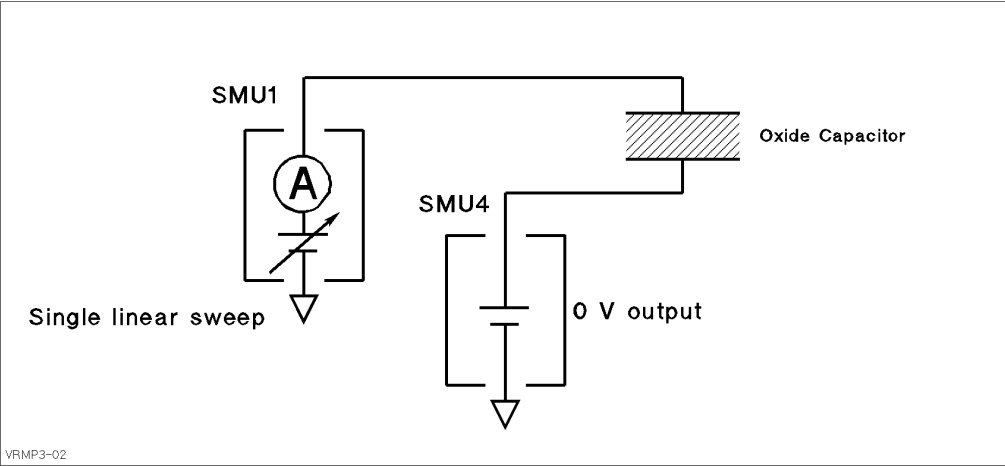 SMU1
A
Oxide Capacitor
SMU4
Single linear sweep
0 V output
VRMP3-02